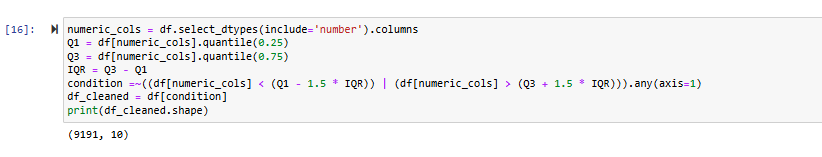 [16]:
numeric_cols = df.select_dtypes(include='number').columns
Q1 = df[numeric_cols].quantile(0.25)
Q3 = df[numeric_cols].quantile(0.75)
IQR = Q3 - Q1
condition =~((df[numeric_cols] < (Q1 - 1.5 * IQR)) | (df[numeric_cols] > (Q3 + 1.5 * IQR))).any(axis=1)
df_cleaned = df[condition]
print(df_cleaned.shape)
(9191, 10)